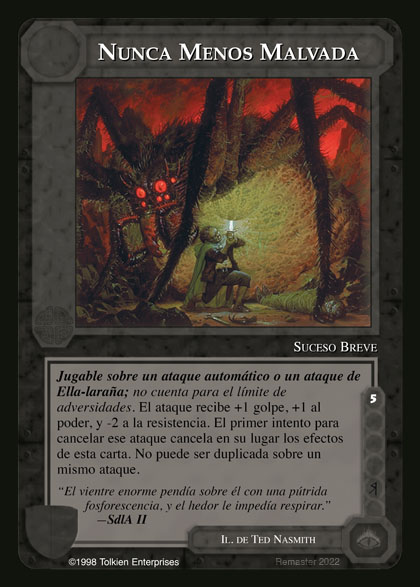 Nunca Menos Malvada
Suceso Breve
Jugable sobre un ataque automático o un ataque de
Ella-laraña; no cuenta para el límite de
adversidades. El ataque recibe +1 golpe, +1 al
poder, y -2 a la resistencia. El primer intento para
cancelar ese ataque cancela en su lugar los efectos
de esta carta. No puede ser duplicada sobre un
mismo ataque.
5
“El vientre enorme pendía sobre él con una pútrida
fosforescencia, y el hedor le impedía respirar.”
—SdlA II
Il. de Ted Nasmith
©1998 Tolkien Enterprises
Remaster 2022